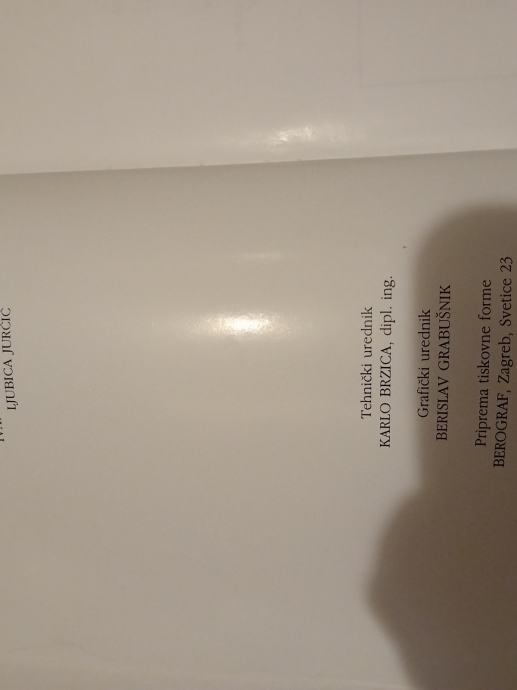 LJUBICA JURČIĆ
Tehnički urednik
KARLO BRZICA, dipl. ing.
Grafički urednik
BERISLAV GRABUŠNIK
Priprema tiskovne forme
BEROGRAF, Zagreb, Svetice 23